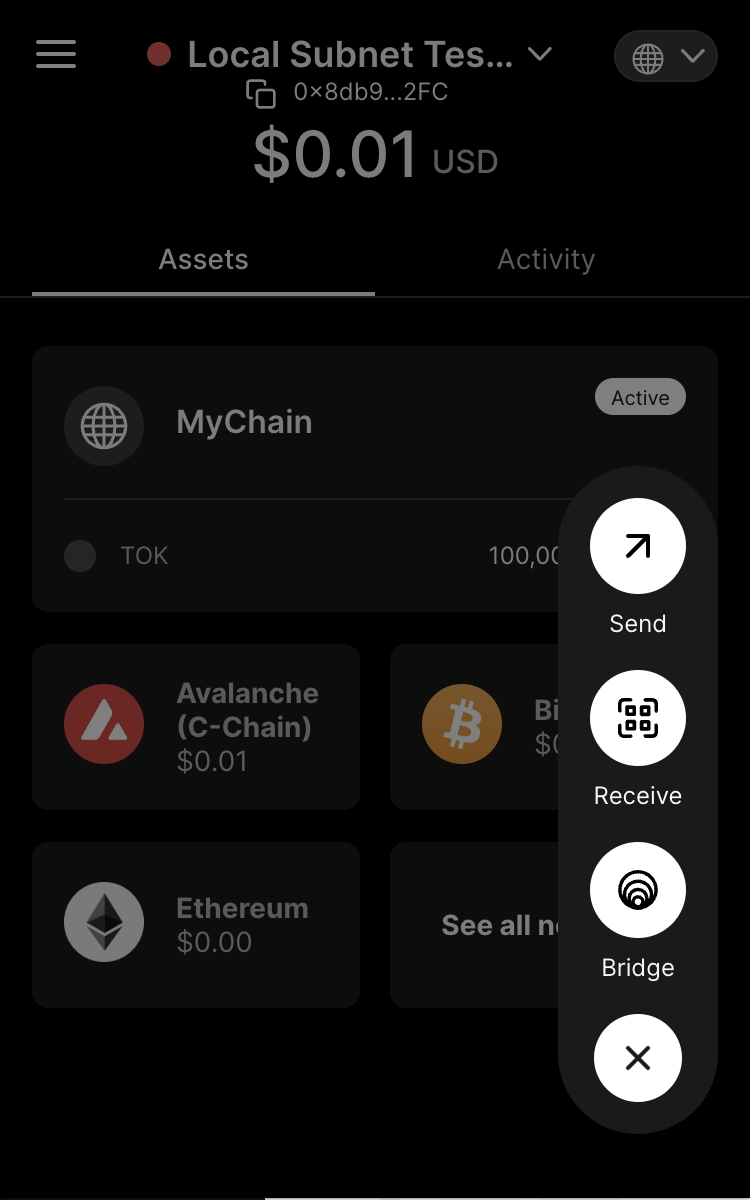 Local Subnet Tes...
0x8db9...2FC
$0.01 USD
Assets
Activity
MyChain
Active
TOK
100,00
Send
Avalanche
(C-Chain)
$0.01
Bi
$0
Receive
Ethereum
$0.00
See all
Bridge